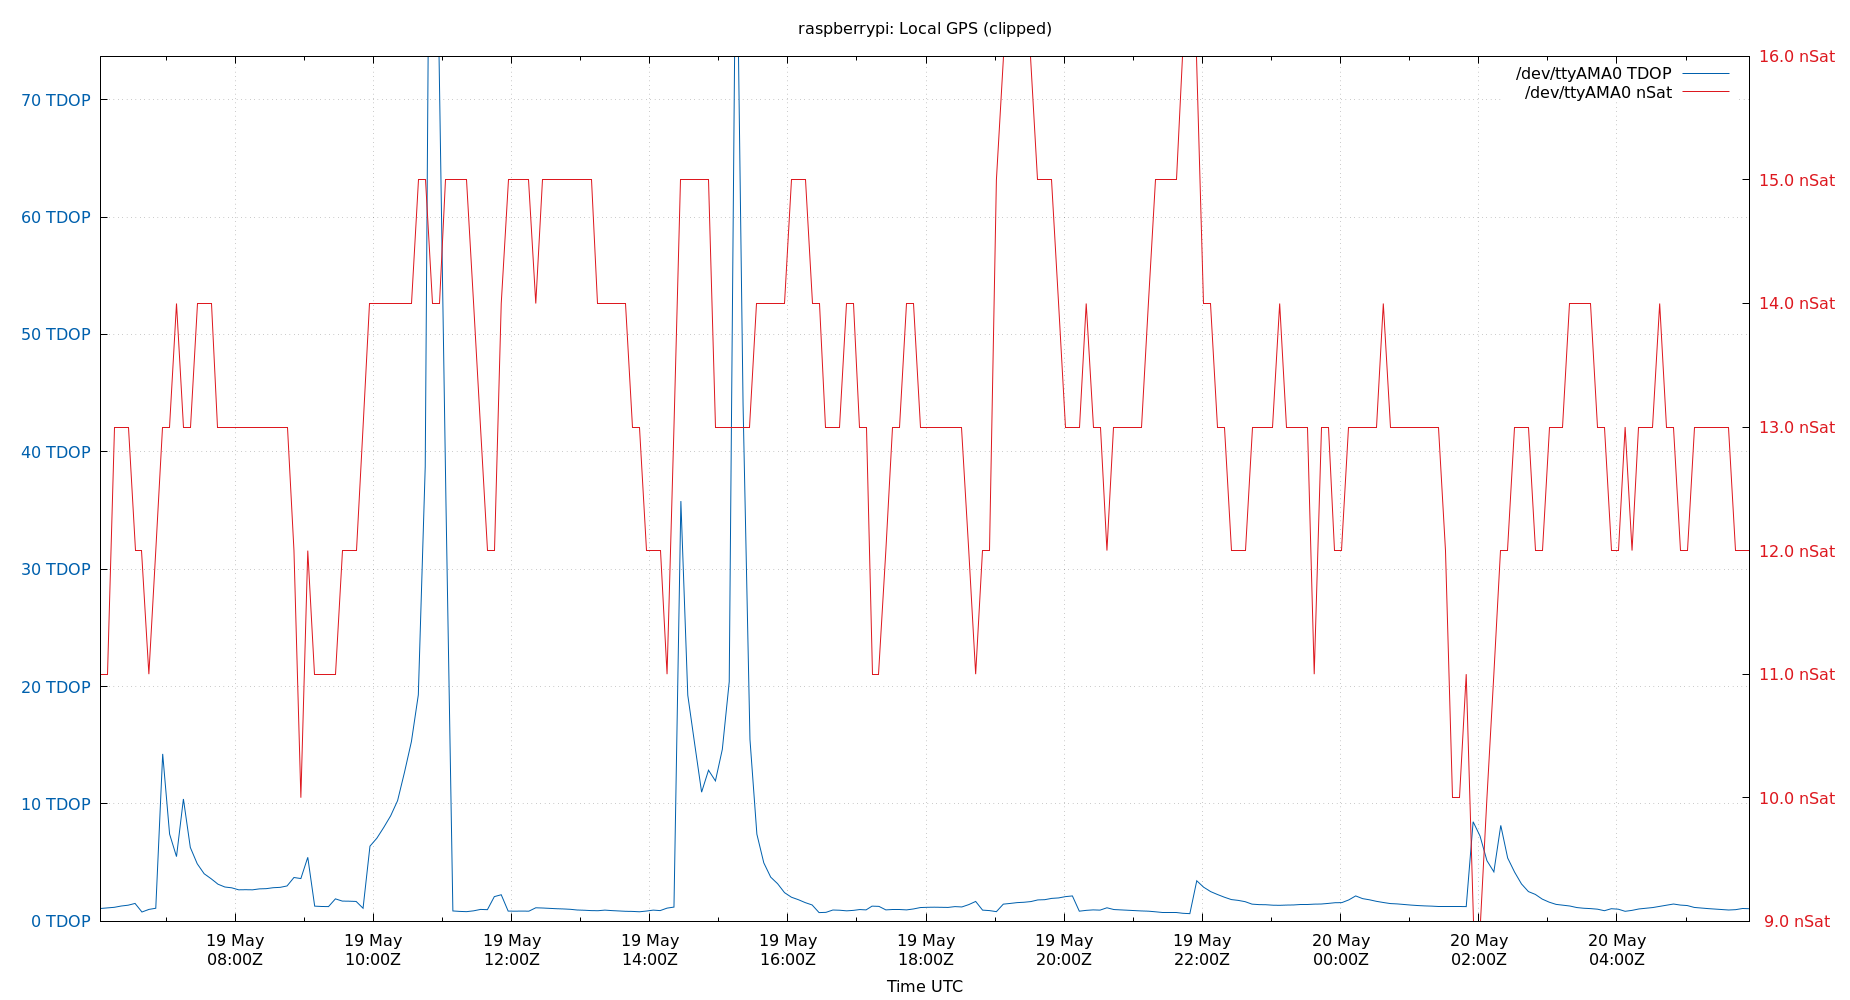 raspberrypi: Local GPS (clipped)
/dev/ttyAMA0 TDOP
/dev/ttyAMA0 nSat
70 TDOP
60 TDOP
50 TDOP
40 TDOP
30 TDOP
20 TDOP
10 TDOP
0 TDOP
16.0 nSat
15.0 nSat
14.0 nSat
13.0 nSat
12.0 nSat
11.0 nSat
10.0 nSat
9.0 nSat
19 May
08:00Z
19 May
10:00Z
19 May
12:00Z
19 May
14:00Z
19 May
16:00Z
19 May
18:00Z
19 May
20:00Z
19 May
22:00Z
20 May
00:00Z
20 May
02:00Z
20 May
04:00Z
Time UTC